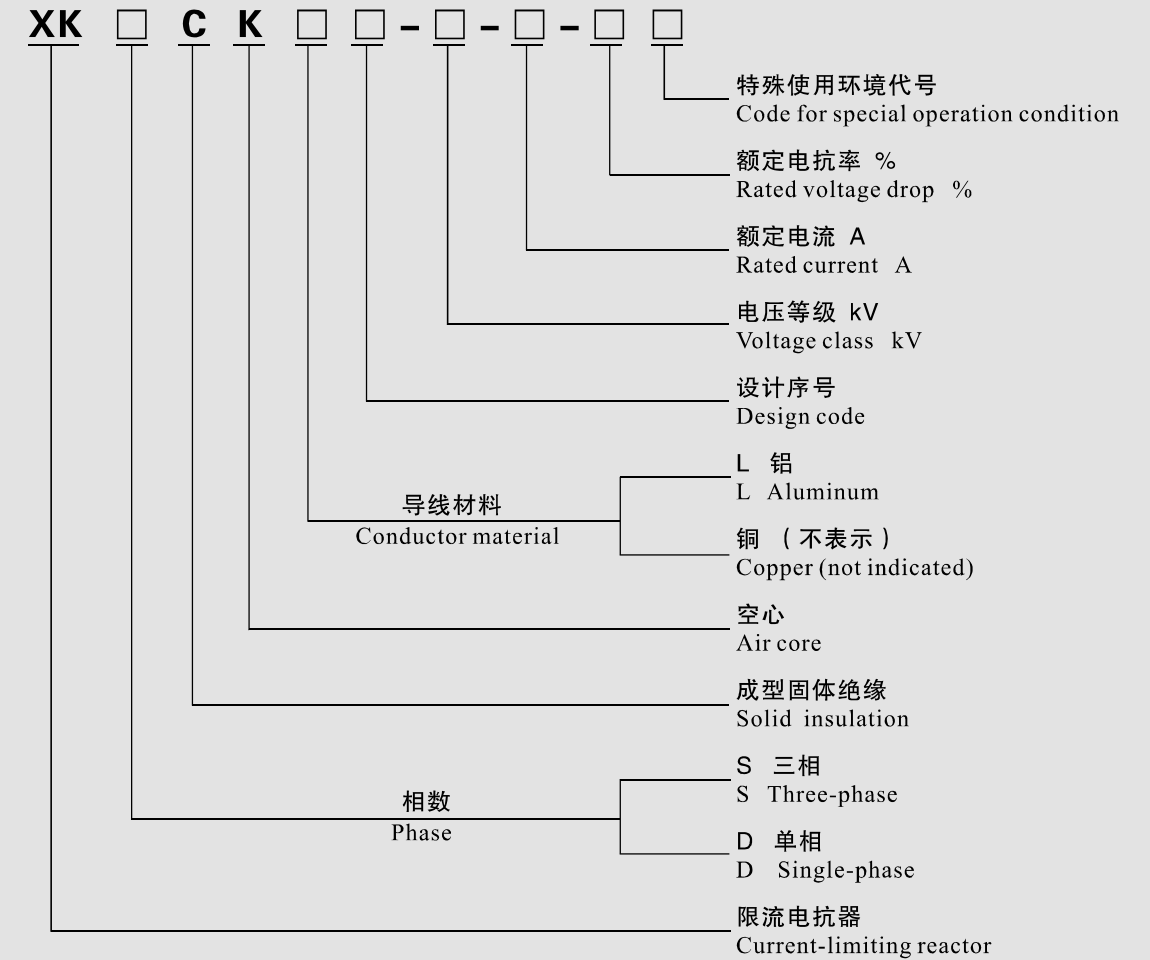 XK □ C K □ □ - □ - □ - □ □
特殊使用环境代号
Code for special operation condition
额定电抗率 %
Rated voltage drop %
额定电流 A
Rated current A
电压等级 kV
Voltage class kV
设计序号
Design code
L 铝
L Aluminum
导线材料
Conductor material
铜 (不表示)
Copper (not indicated)
空心
Air core
成型固体绝缘
Solid insulation
S 三相
S Three-phase
相数
Phase
D 单相
D Single-phase
限流电抗器
Current-limiting reactor